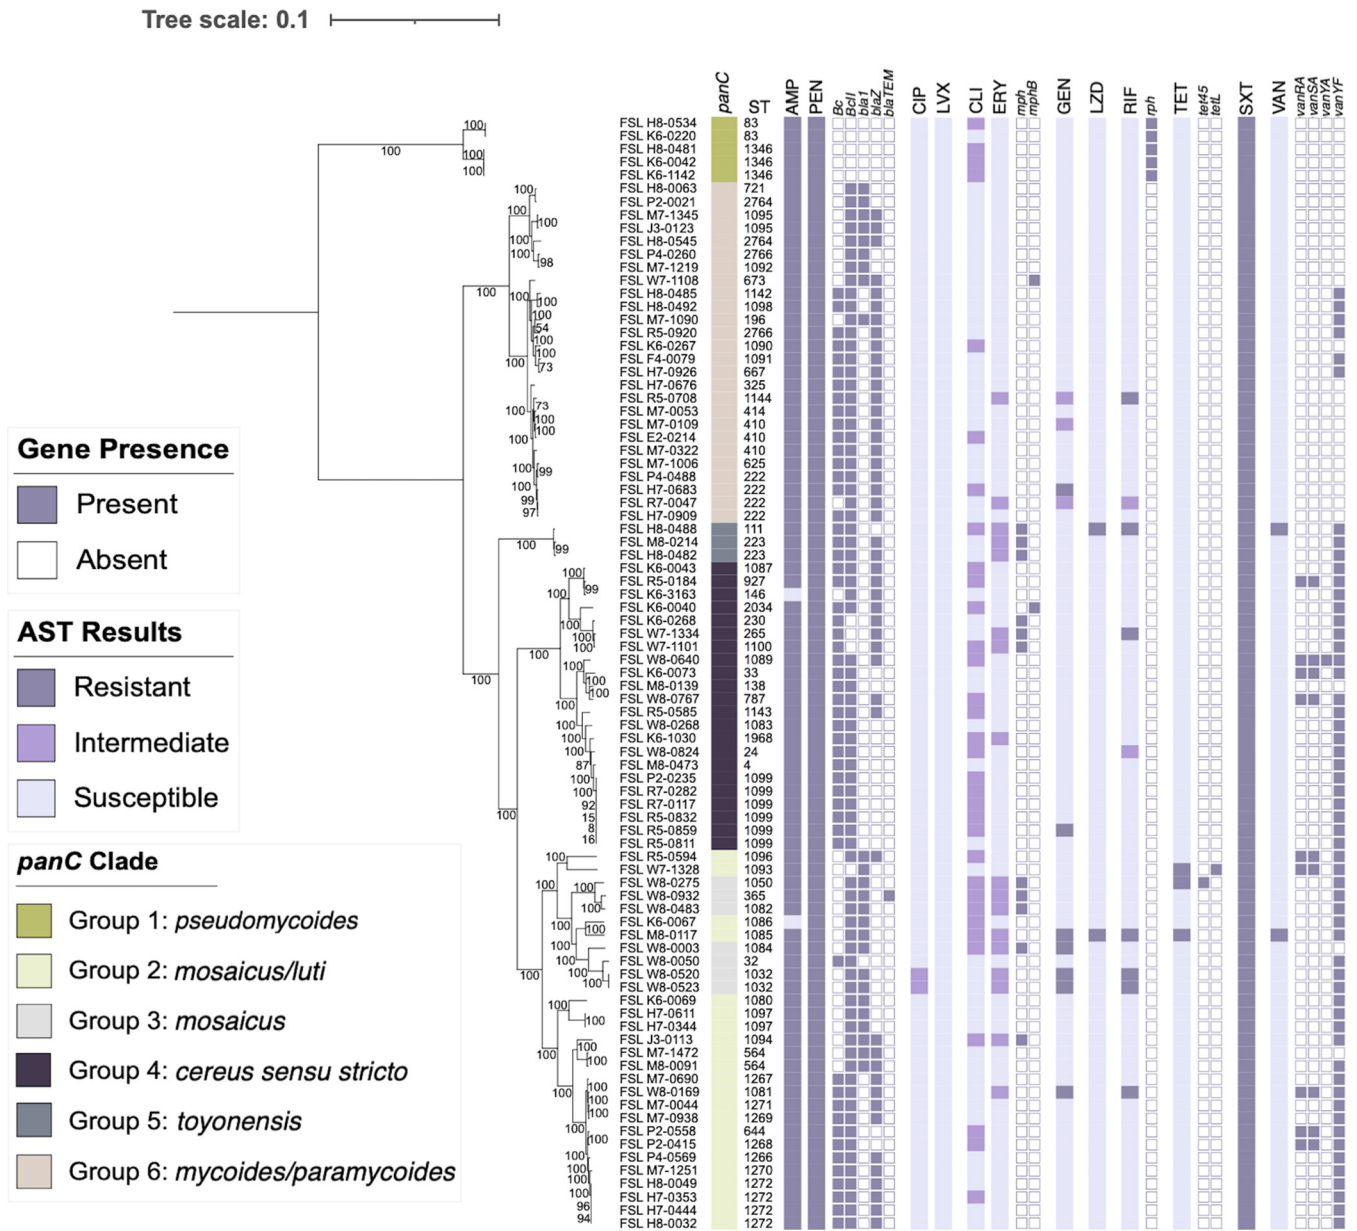 Tree scale: 0.1
panC ST AMP PEN Bc BcII bla1 blaZ blaTEM CIP LVX CLI ERY mph mphB GEN LZD RIF rph TET tet45 tetL SXT VAN vanRA vanSA vanYA vanYF
FSL H8-0534 83
FSL K6-0220 83
FSL H8-0481 1346
FSL K6-0042 1346
FSL K6-1142 1346
FSL H8-0063 721
FSL P2-0021 2764
FSL M7-1345 1095
FSL J3-0123 1095
FSL H8-0545 2764
FSL P4-0260 2766
FSL M7-1219 1092
FSL W7-1108 673
FSL H8-0485 1142
FSL H8-0492 1098
FSL M7-1090 196
FSL R5-0920 2766
FSL K6-0267 1090
FSL F4-0079 1091
FSL H7-0926 667
FSL H7-0676 325
FSL R5-0708 1144
FSL M7-0053 414
FSL M7-0109 410
FSL E2-0214 410
FSL M7-0322 410
FSL M7-1006 625
FSL P4-0488 222
FSL H7-0683 222
FSL R7-0047 222
FSL H7-0909 222
FSL H8-0488 111
FSL M8-0214 223
FSL H8-0482 223
FSL K6-0043 1087
FSL R5-0184 927
FSL K6-3163 146
FSL K6-0040 2034
FSL K6-0268 230
FSL W7-1334 265
FSL W7-1101 1100
FSL W8-0640 1089
FSL K6-0073 33
FSL M8-0139 138
FSL W8-0767 787
FSL R5-0585 1143
FSL W8-0268 1083
FSL K6-1030 1968
FSL W8-0824 24
FSL M8-0473 4
FSL P2-0235 1099
FSL R7-0282 1099
FSL R7-0117 1099
FSL R5-0832 1099
FSL R5-0859 1099
FSL R5-0811 1099
FSL R5-0594 1096
FSL W7-1328 1093
FSL W8-0275 1050
FSL W8-0932 365
FSL W8-0483 1082
FSL K6-0067 1086
FSL M8-0117 1085
FSL W8-0003 1084
FSL W8-0050 32
FSL W8-0520 1032
FSL W8-0523 1032
FSL K6-0069 1080
FSL H7-0611 1097
FSL H7-0344 1097
FSL J3-0113 1094
FSL M7-1472 564
FSL M8-0091 564
FSL M7-0690 1267
FSL W8-0169 1081
FSL M7-0044 1271
FSL M7-0938 1269
FSL P2-0558 644
FSL P2-0415 1268
FSL P4-0569 1266
FSL M7-1251 1270
FSL H8-0049 1272
FSL H7-0353 1272
FSL H7-0444 1272
FSL H8-0032 1272
Gene Presence
Present
Absent
AST Results
Resistant
Intermediate
Susceptible
panC Clade
Group 1: pseudomycoides
Group 2: mosaicus/luti
Group 3: mosaicus
Group 4: cereus sensu stricto
Group 5: toyonensis
Group 6: mycoides/paramycoides